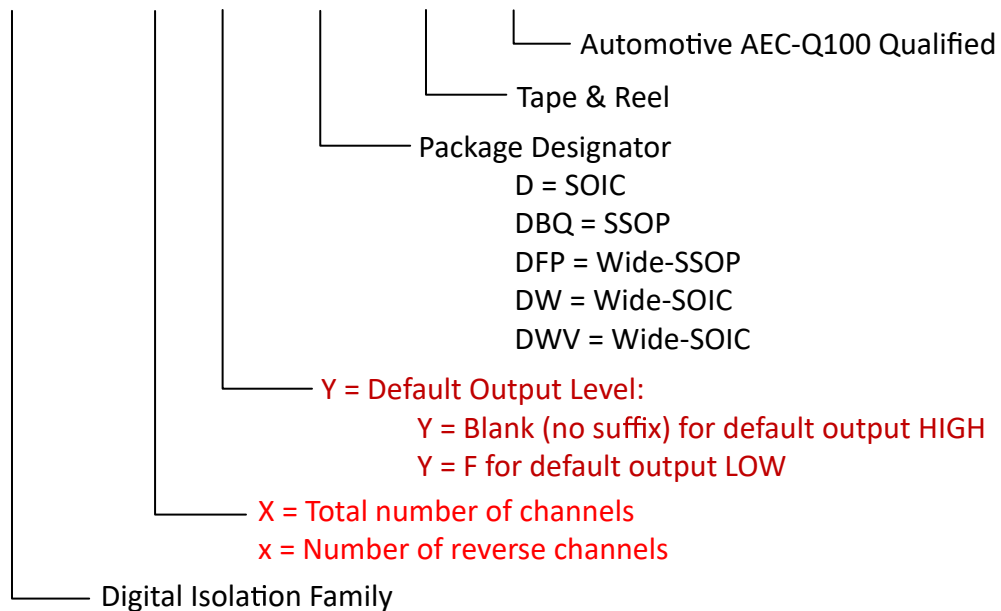 Automotive AEC-Q100 Qualified
Tape & Reel
Package Designator
D = SOIC
DBQ = SSOP
DFP = Wide-SSOP
DW = Wide-SOIC
DWV = Wide-SOIC
Y = Default Output Level:
Y = Blank (no suffix) for default output HIGH
Y = F for default output LOW
X = Total number of channels
x = Number of reverse channels
Digital Isolation Family